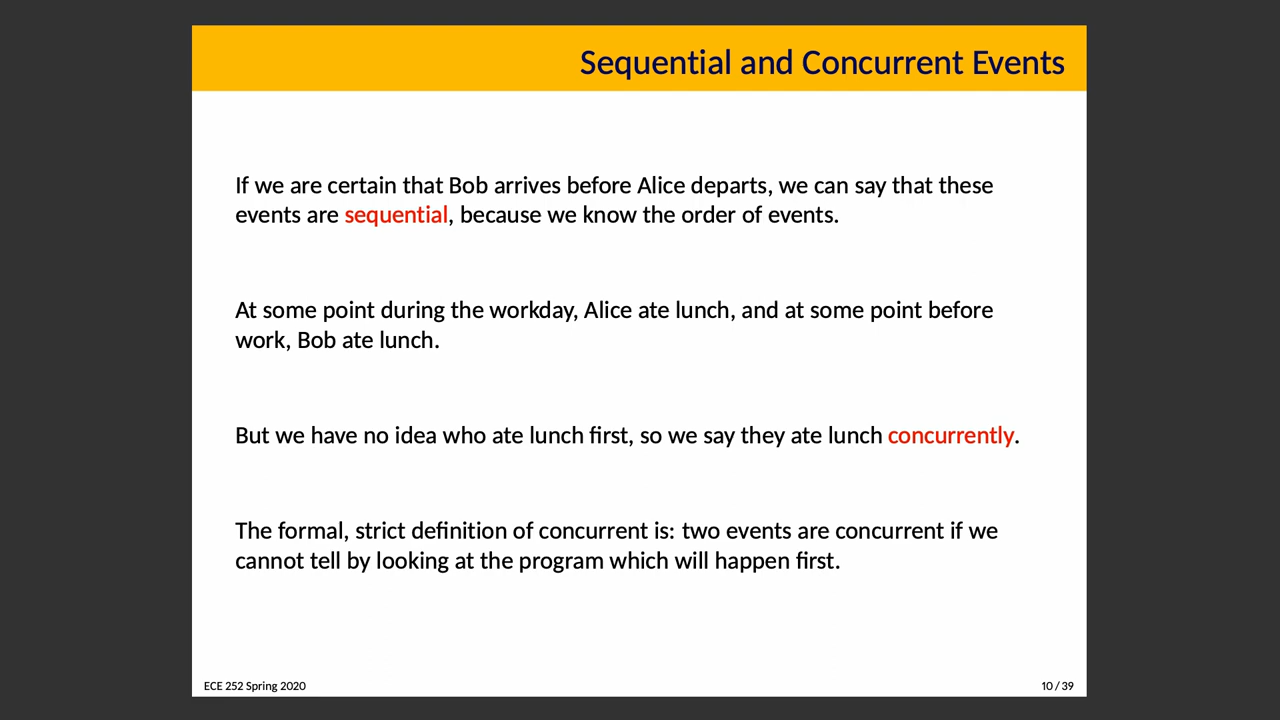 Sequential and Concurrent Events
If we are certain that Bob arrives before Alice departs, we can say that these
events are sequential, because we know the order of events.
At some point during the workday, Alice ate lunch, and at some point before
work, Bob ate lunch.
But we have no idea who ate lunch first, so we say they ate lunch concurrently.
The formal, strict definition of concurrent is: two events are concurrent if we
cannot tell by looking at the program which will happen first.
ECE 252 Spring 2020
10 / 39